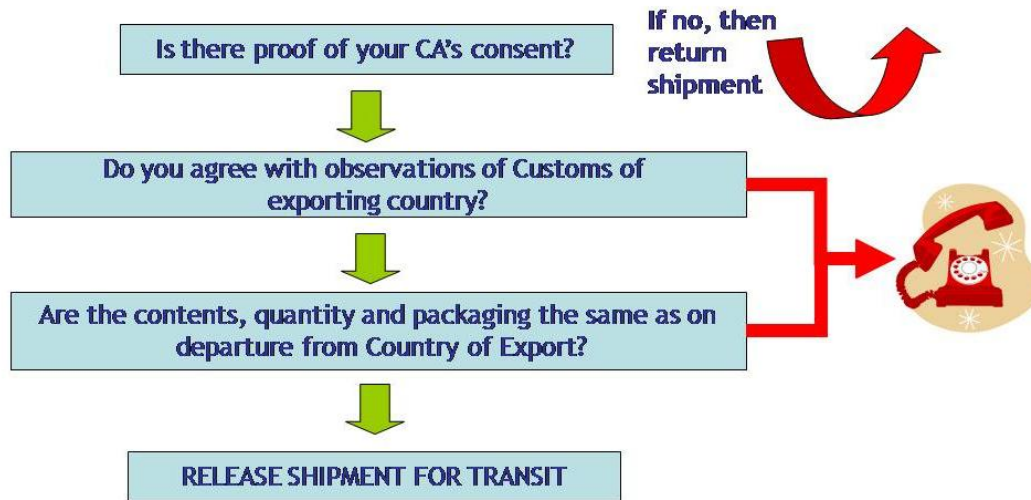 Is there proof of your CA's consent?
If no, then
return
shipment
Do you agree with observations of Customs of
exporting country?
Are the contents, quantity and packaging the same as on
departure from Country of Export?
RELEASE SHIPMENT FOR TRANSIT